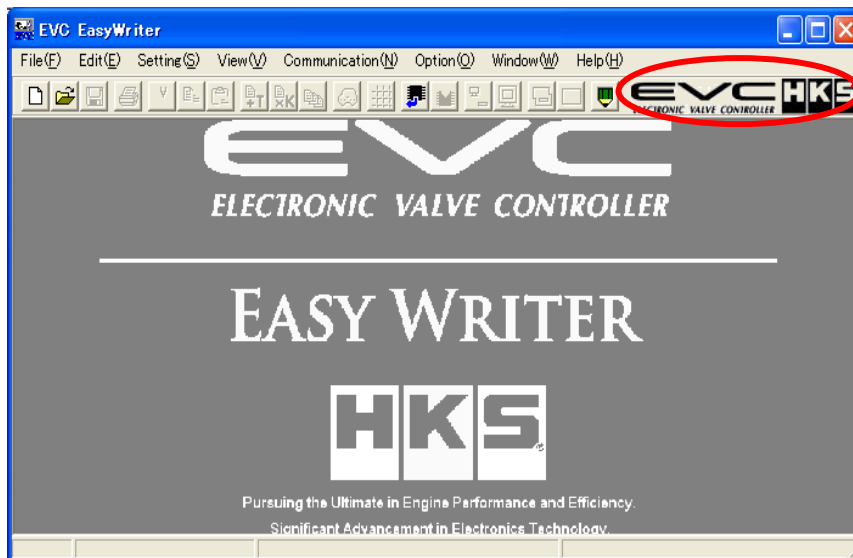 EVC EasyWriter
File(F) Edit(E) Setting(S) View(V) Communication(N) Option(O) Window(W) Help(H)
EVC ELECTRONIC VALVE CONTROLLER HKS
EVC
ELECTRONIC VALVE CONTROLLER
EASY WRITER
HKS
Pursuing the Ultimate in Engine Performance and Efficiency.
Significant Advancement in Electronics Technology.